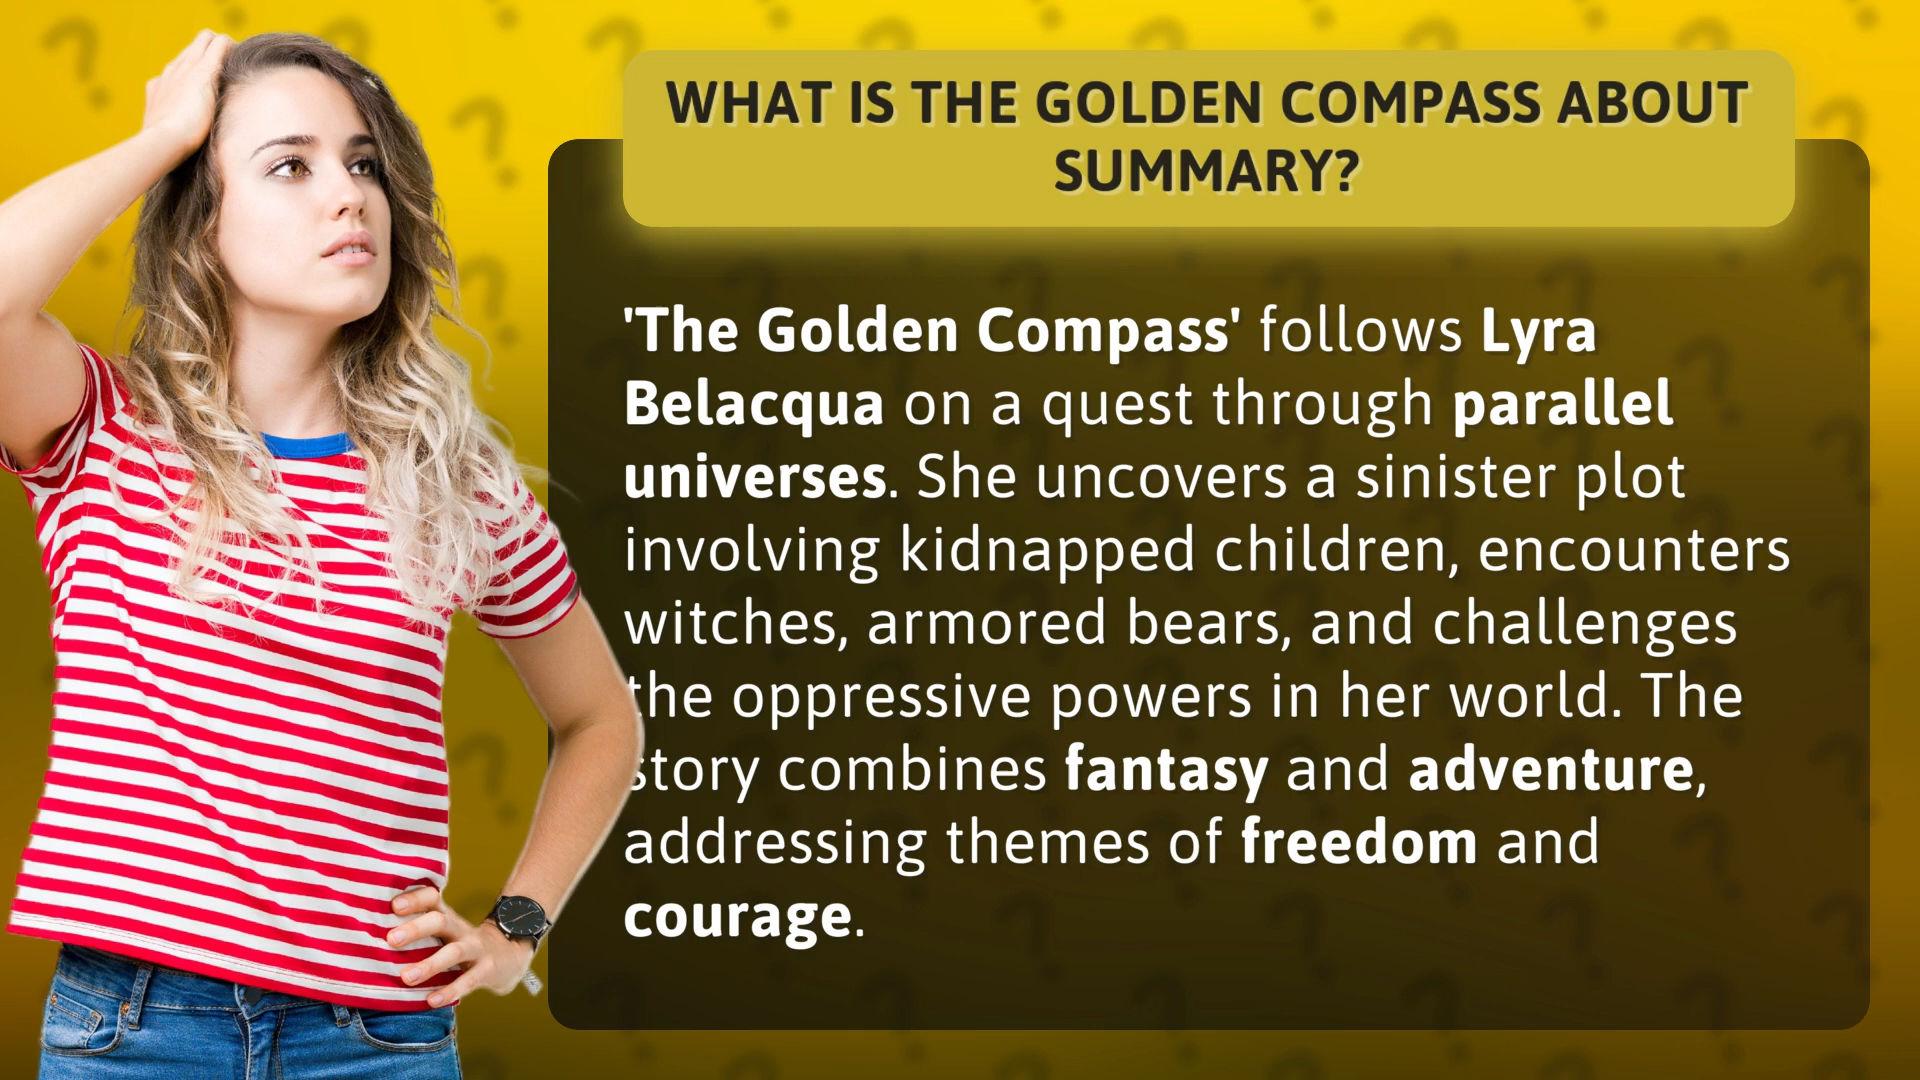 WHAT IS THE GOLDEN COMPASS ABOUT
SUMMARY?
'The Golden Compass' follows Lyra
Belacqua on a quest through parallel
universes. She uncovers a sinister plot
involving kidnapped children, encounters
witches, armored bears, and challenges
the oppressive powers in her world. The
story combines fantasy and adventure,
addressing themes of freedom and
courage.